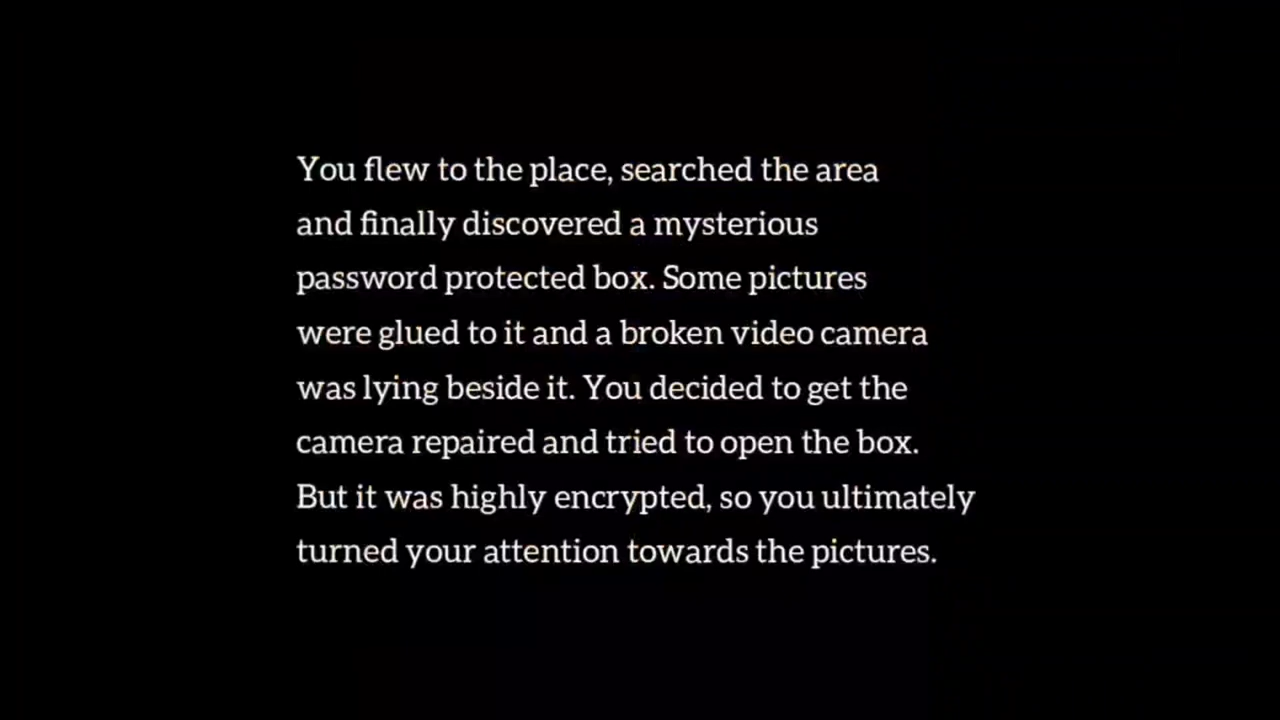 You flew to the place, searched the area
and finally discovered a mysterious
password protected box. Some pictures
were glued to it and a broken video camera
was lying beside it. You decided to get the
camera repaired and tried to open the box.
But it was highly encrypted, so you ultimately
turned your attention towards the pictures.